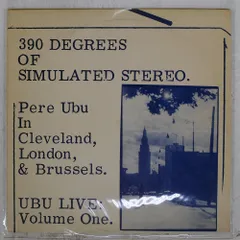 390 DEGREES
OF
SIMULATED STEREO.
Pere Ubu
In
Cleveland,
London,
& Brussels.
UBU LIVE:
Volume One.